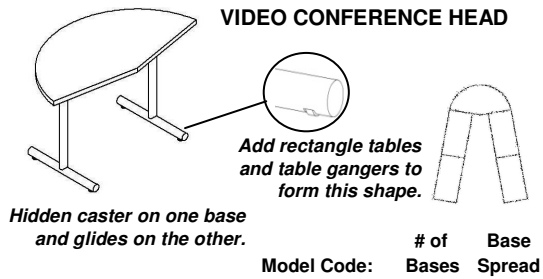 VIDEO CONFERENCE HEAD
Add rectangle tables
and table gangers to
form this shape.
Hidden caster on one base
and glides on the other.
# of Base
Model Code: Bases Spread